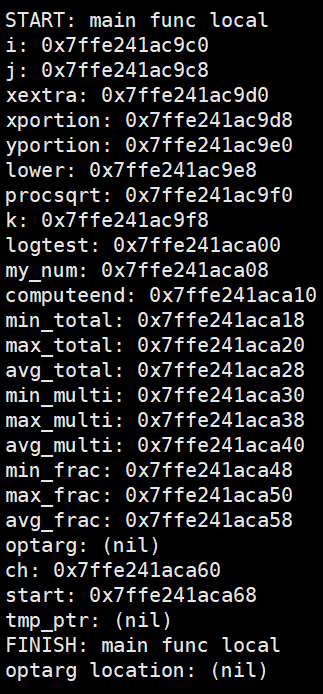 START: main func local
i: 0x7ffe241ac9c0
j: 0x7ffe241ac9c8
xextra: 0x7ffe241ac9d0
xportion: 0x7ffe241ac9d8
yportion: 0x7ffe241ac9e0
lower: 0x7ffe241ac9e8
procsqrt: 0x7ffe241ac9f0
k: 0x7ffe241ac9f8
logtest: 0x7ffe241aca00
my_num: 0x7ffe241aca08
computeend: 0x7ffe241aca10
min_total: 0x7ffe241aca18
max_total: 0x7ffe241aca20
avg_total: 0x7ffe241aca28
min_multi: 0x7ffe241aca30
max_multi: 0x7ffe241aca38
avg_multi: 0x7ffe241aca40
min_frac: 0x7ffe241aca48
max_frac: 0x7ffe241aca50
avg_frac: 0x7ffe241aca58
optarg: (nil)
ch: 0x7ffe241aca60
start: 0x7ffe241aca68
tmp_ptr: (nil)
FINISH: main func local
optarg location: (nil)